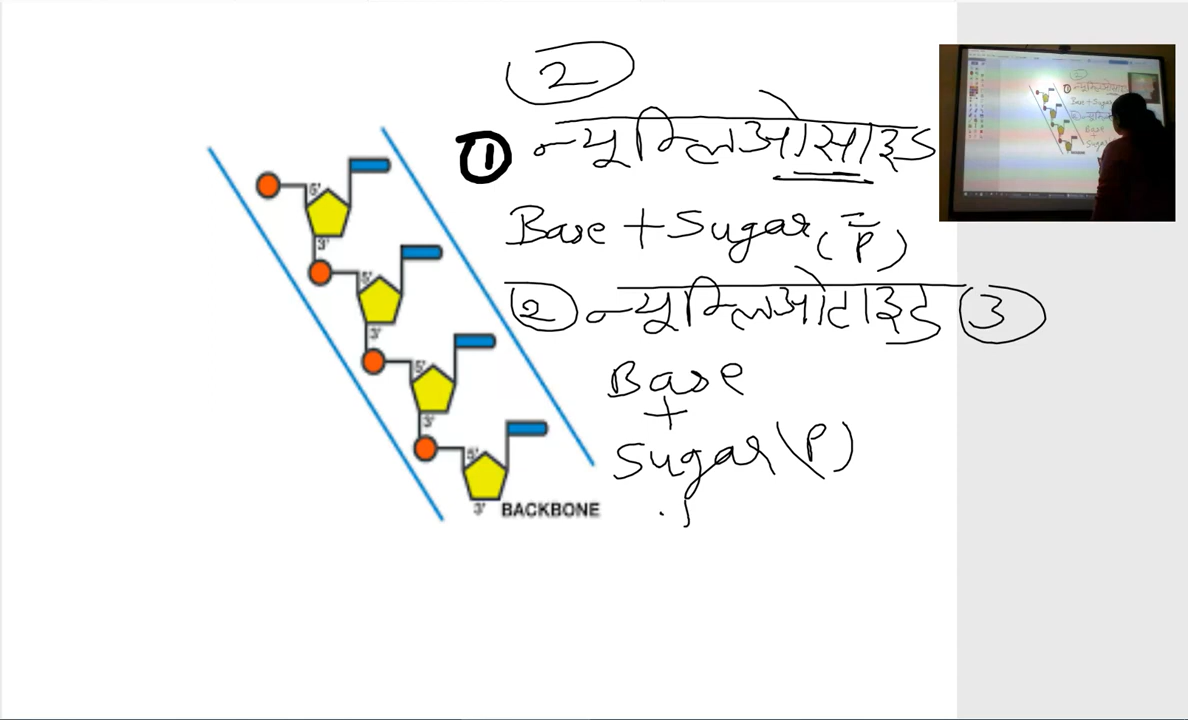 2
① न्यूक्लिओसाइड
Base + Sugar (P)
② न्यूक्लिओटाइड ③
Base
+
Sugar (P)
5'
3'
5'
3'
5'
3'
5'
3' BACKBONE